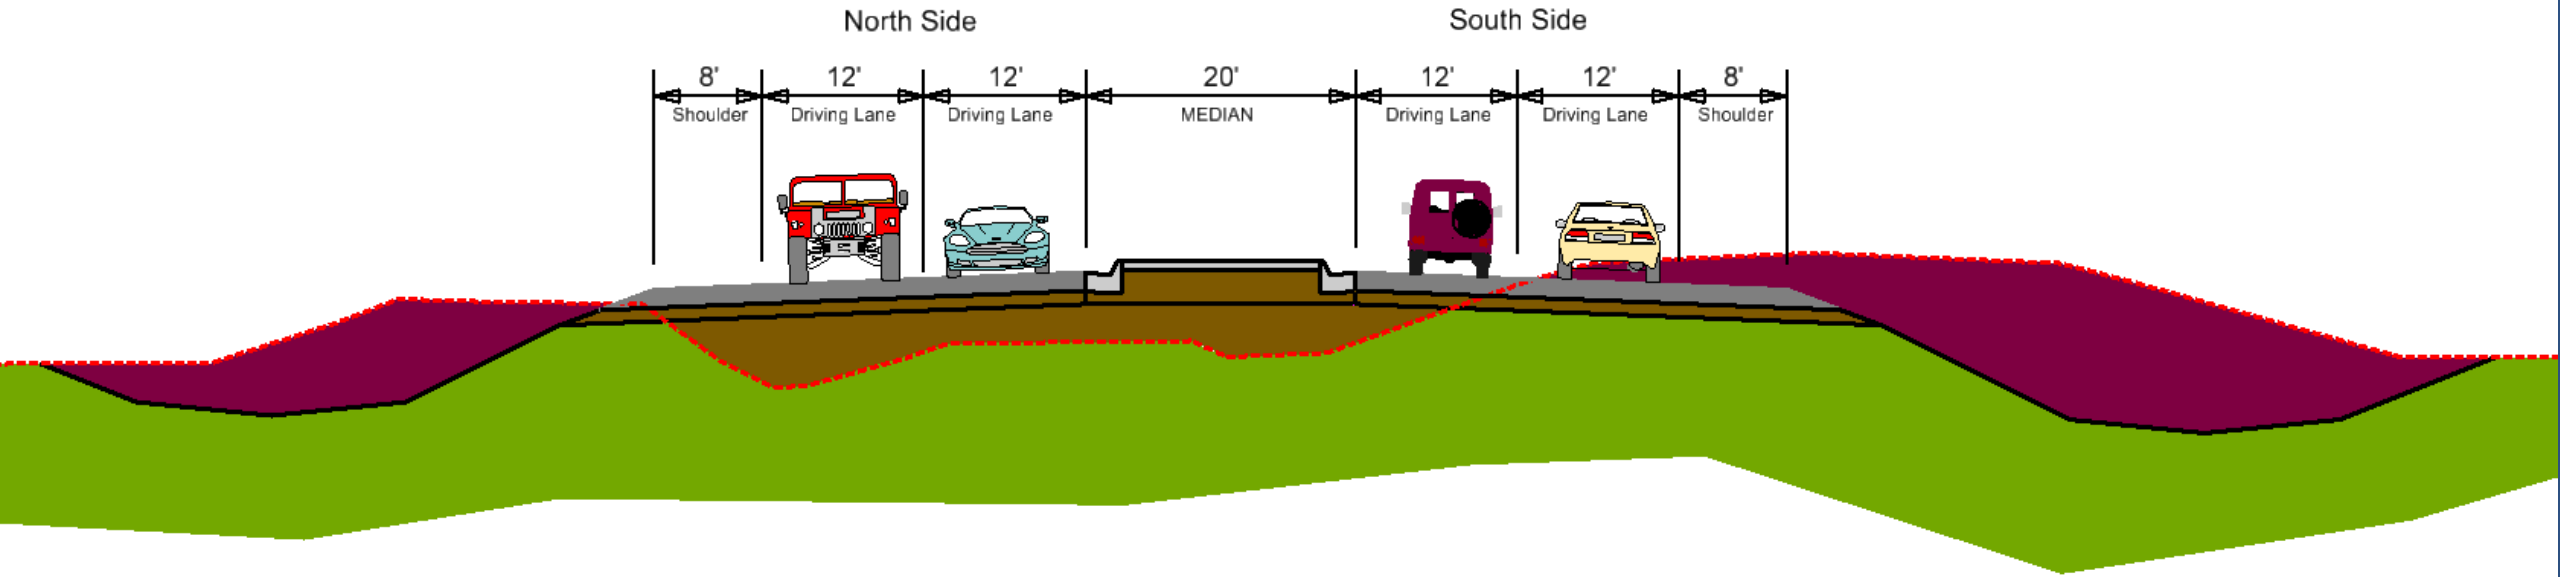 North Side South Side
8' 12' 12' 20' 12' 12' 8'
Shoulder Driving Lane Driving Lane MEDIAN Driving Lane Driving Lane Shoulder